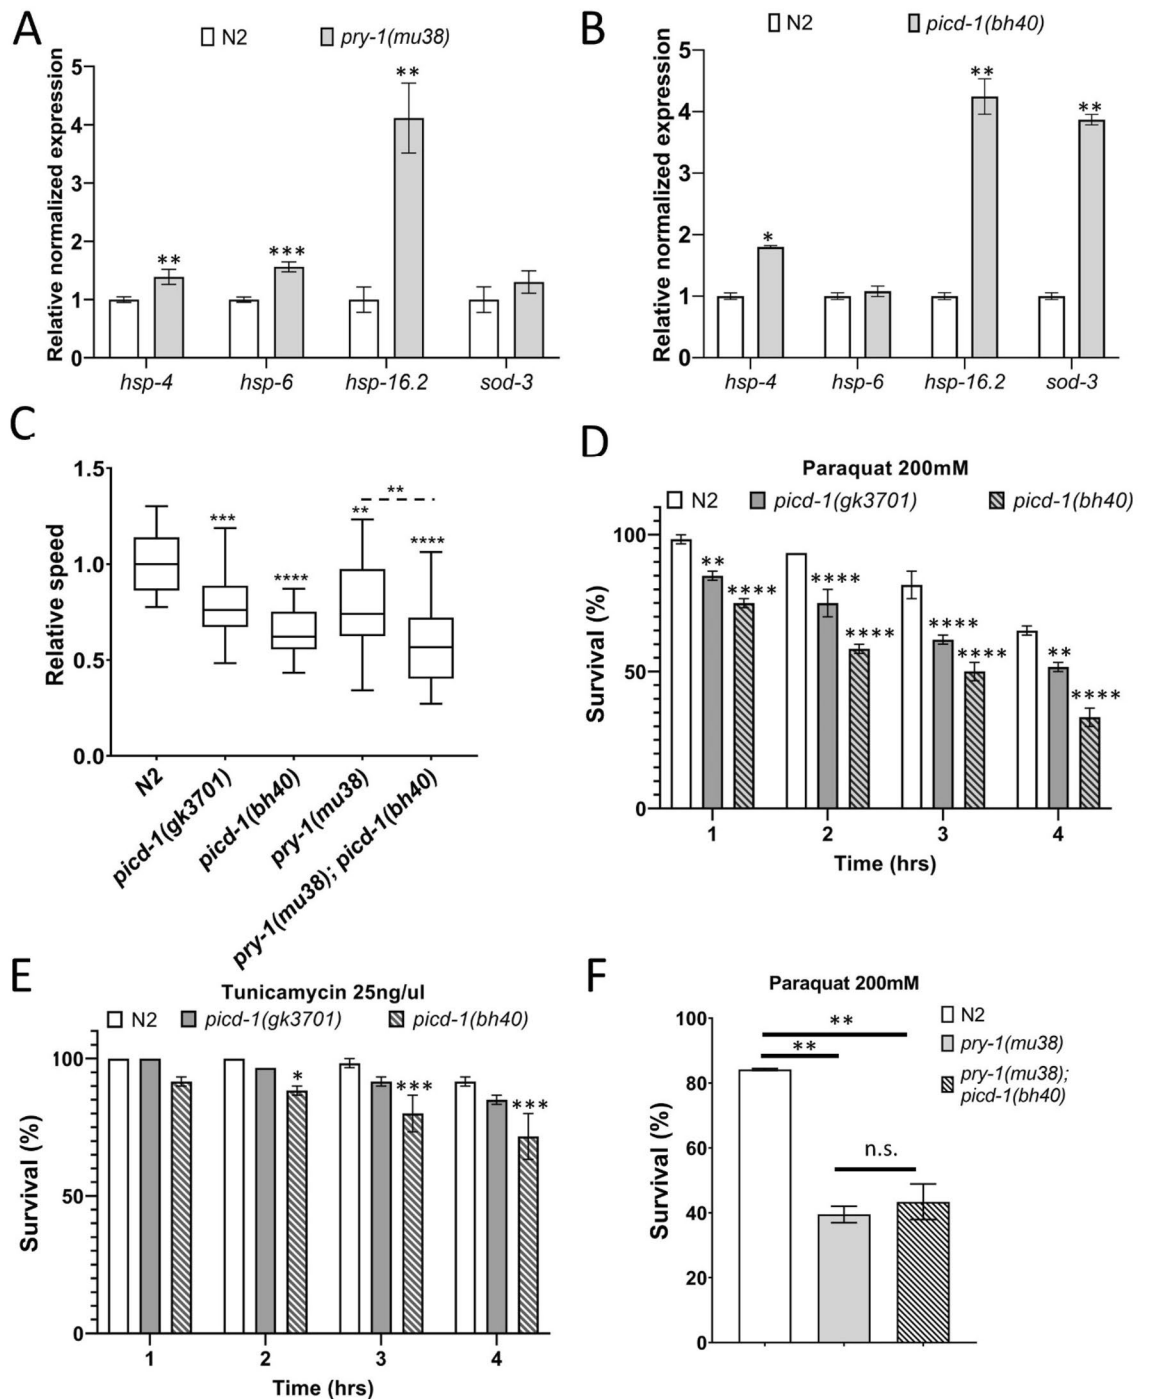 A
N2 pry-1(mu38)
Relative normalized expression
5
4
3
2
1
0
** *** **
hsp-4 hsp-6 hsp-16.2 sod-3
B
N2 picd-1(bh40)
Relative normalized expression
5
4
3
2
1
0
* ** **
hsp-4 hsp-6 hsp-16.2 sod-3
C
Relative speed
1.5
1.0
0.5
0.0
*** **** ** ** ****
N2
picd-1(gk3701)
picd-1(bh40)
pry-1(mu38)
pry-1(mu38); picd-1(bh40)
D
Paraquat 200mM
N2 picd-1(gk3701) picd-1(bh40)
Survival (%)
100
50
0
** **** **** **** **** **** ** ****
1 2 3 4
Time (hrs)
E
Tunicamycin 25ng/ul
N2 picd-1(gk3701) picd-1(bh40)
Survival (%)
100
50
0
* *** ***
1 2 3 4
Time (hrs)
F
Paraquat 200mM
N2
pry-1(mu38)
pry-1(mu38);
picd-1(bh40)
Survival (%)
100
80
60
40
20
0
**
**
n.s.